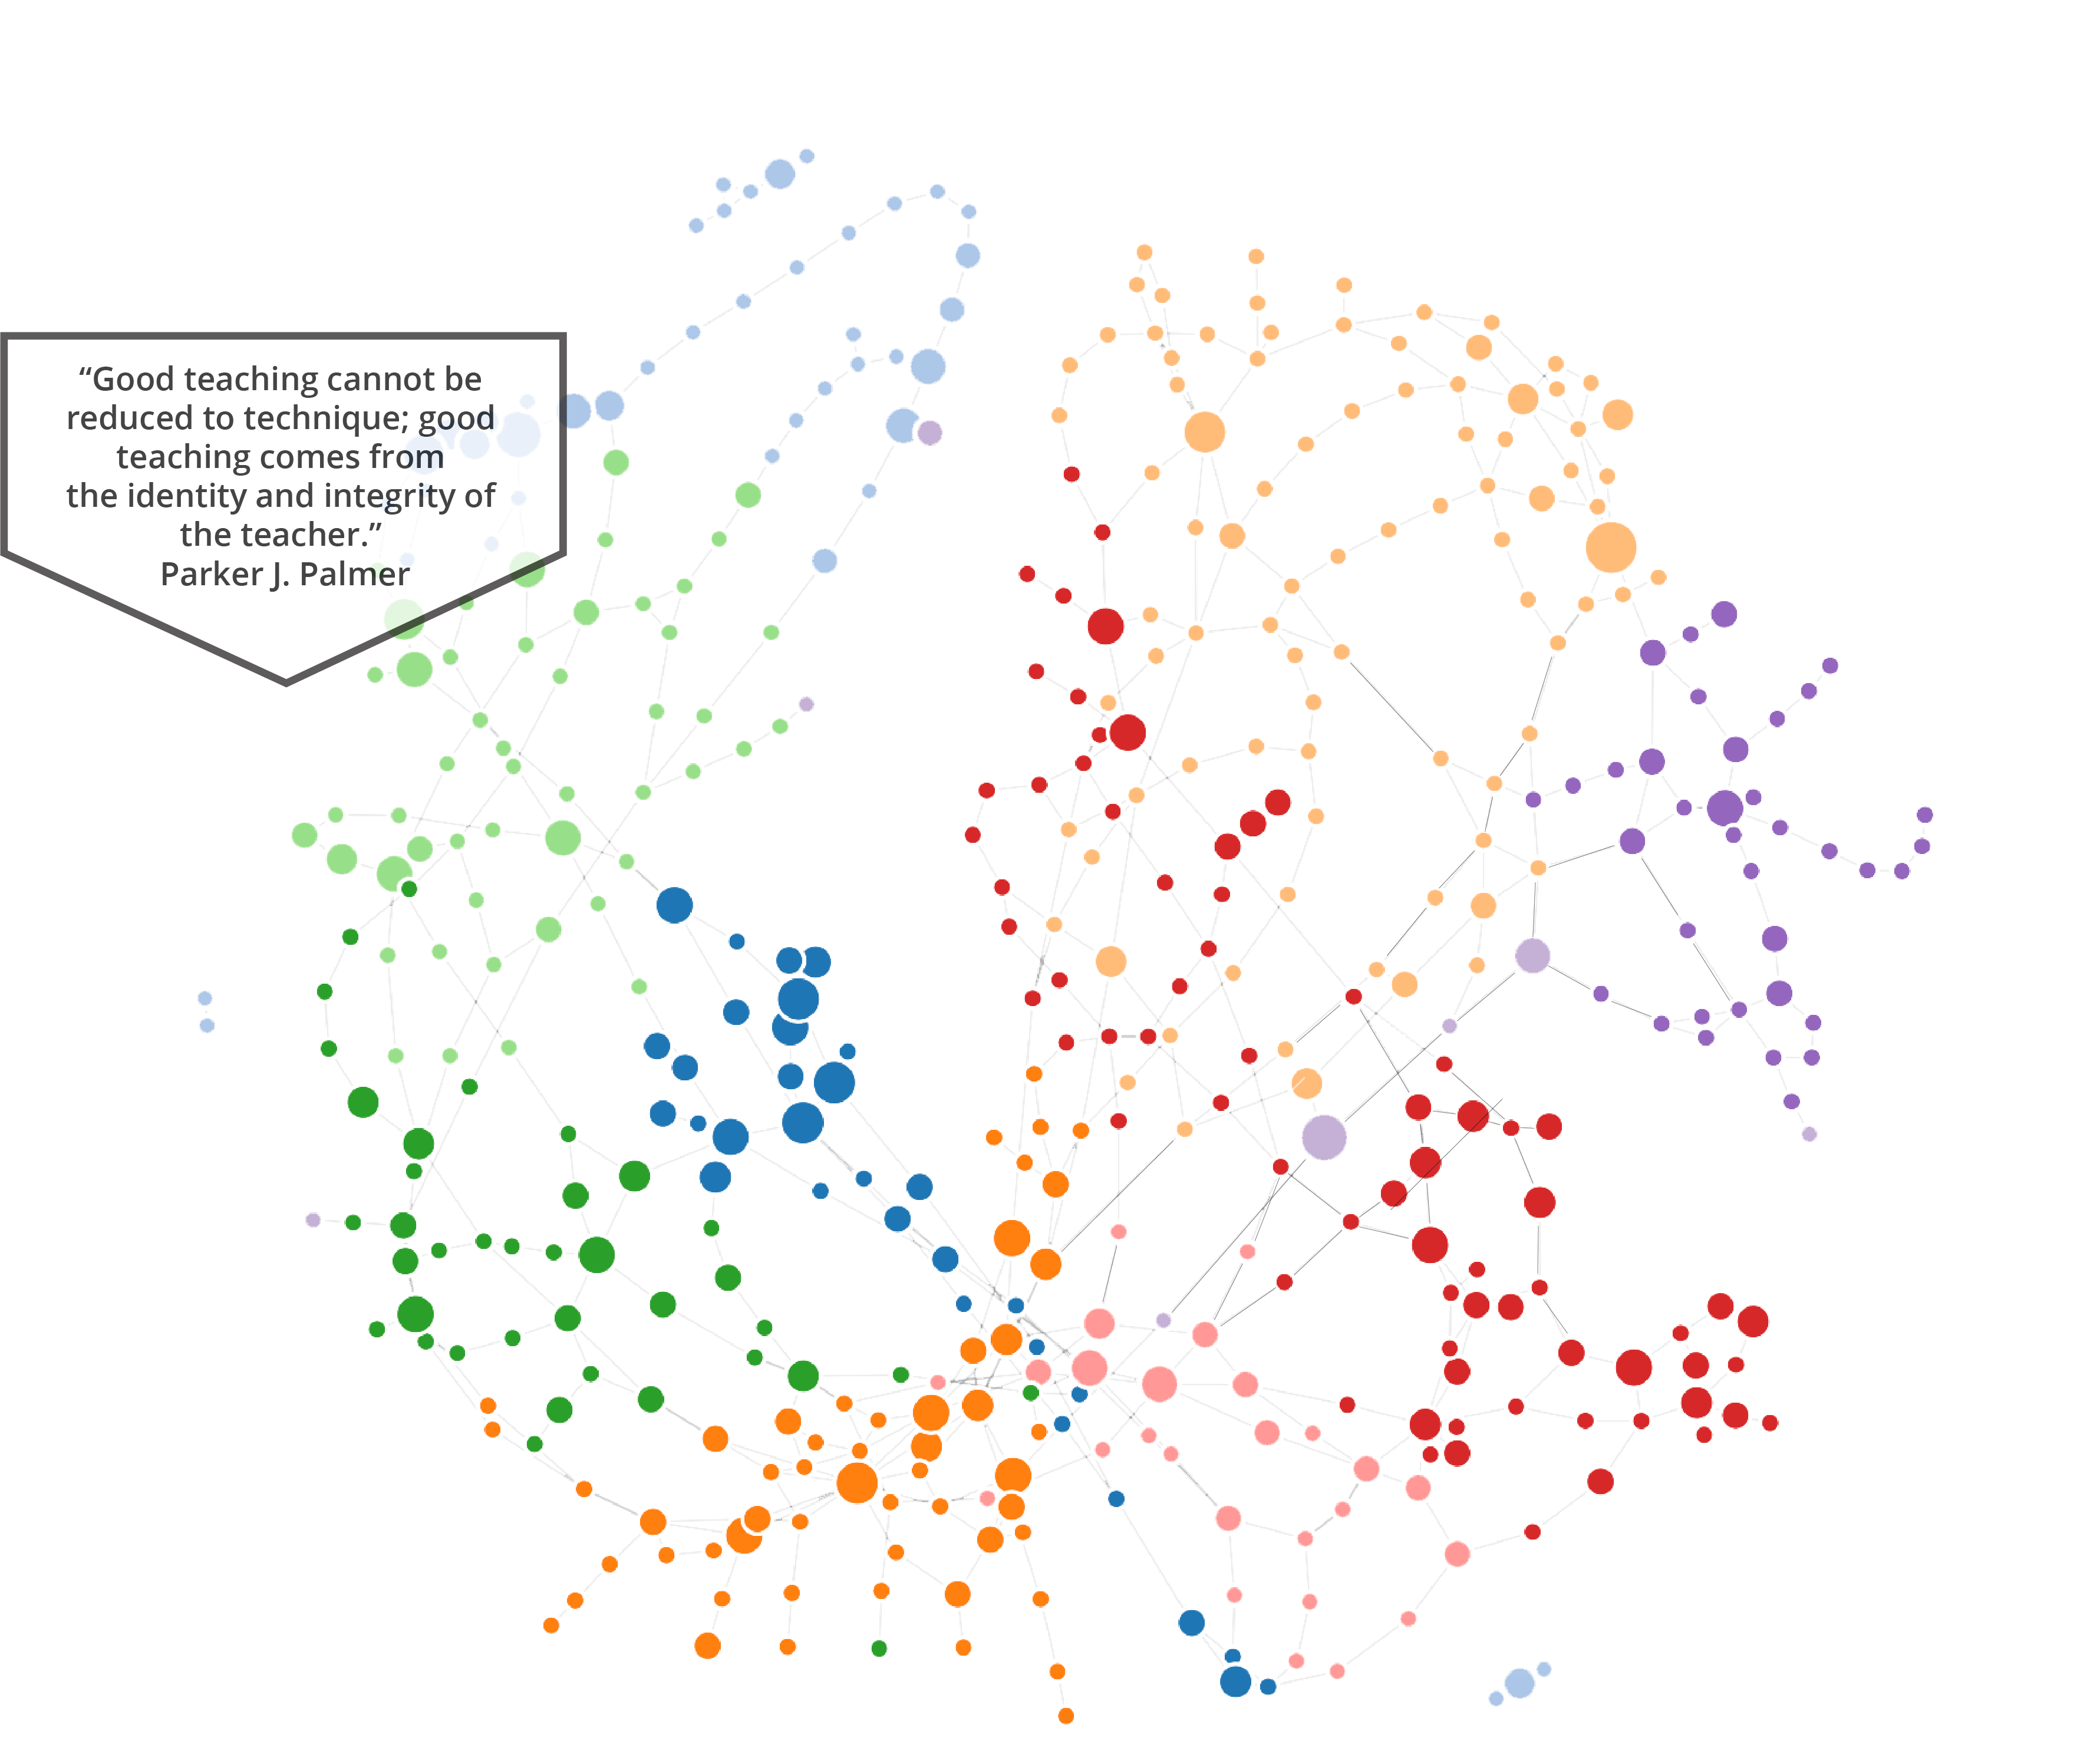 “Good teaching cannot be
reduced to technique; good
teaching comes from
the identity and integrity of
the teacher.”
Parker J. Palmer